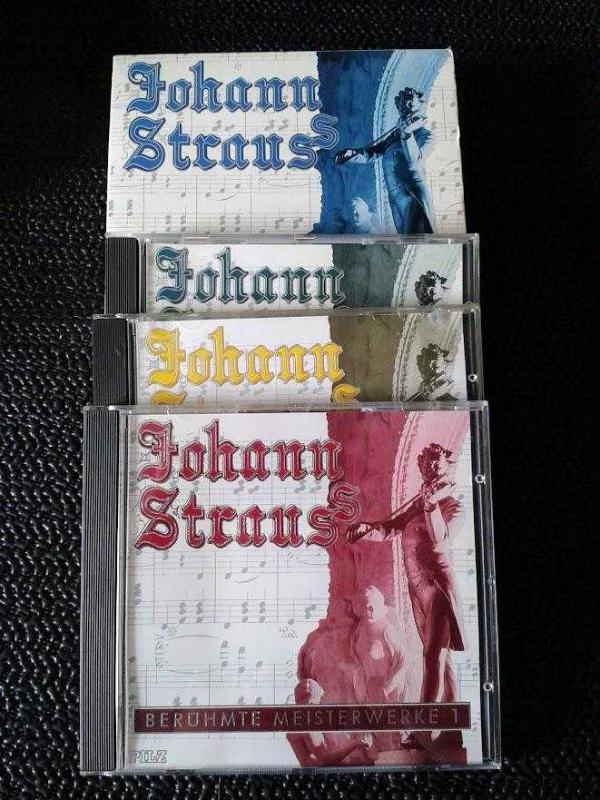 Johann
Strauss
Johann
Johann
Johann
Strauss
BERÜHMTE MEISTERWERKE 1
PILZ